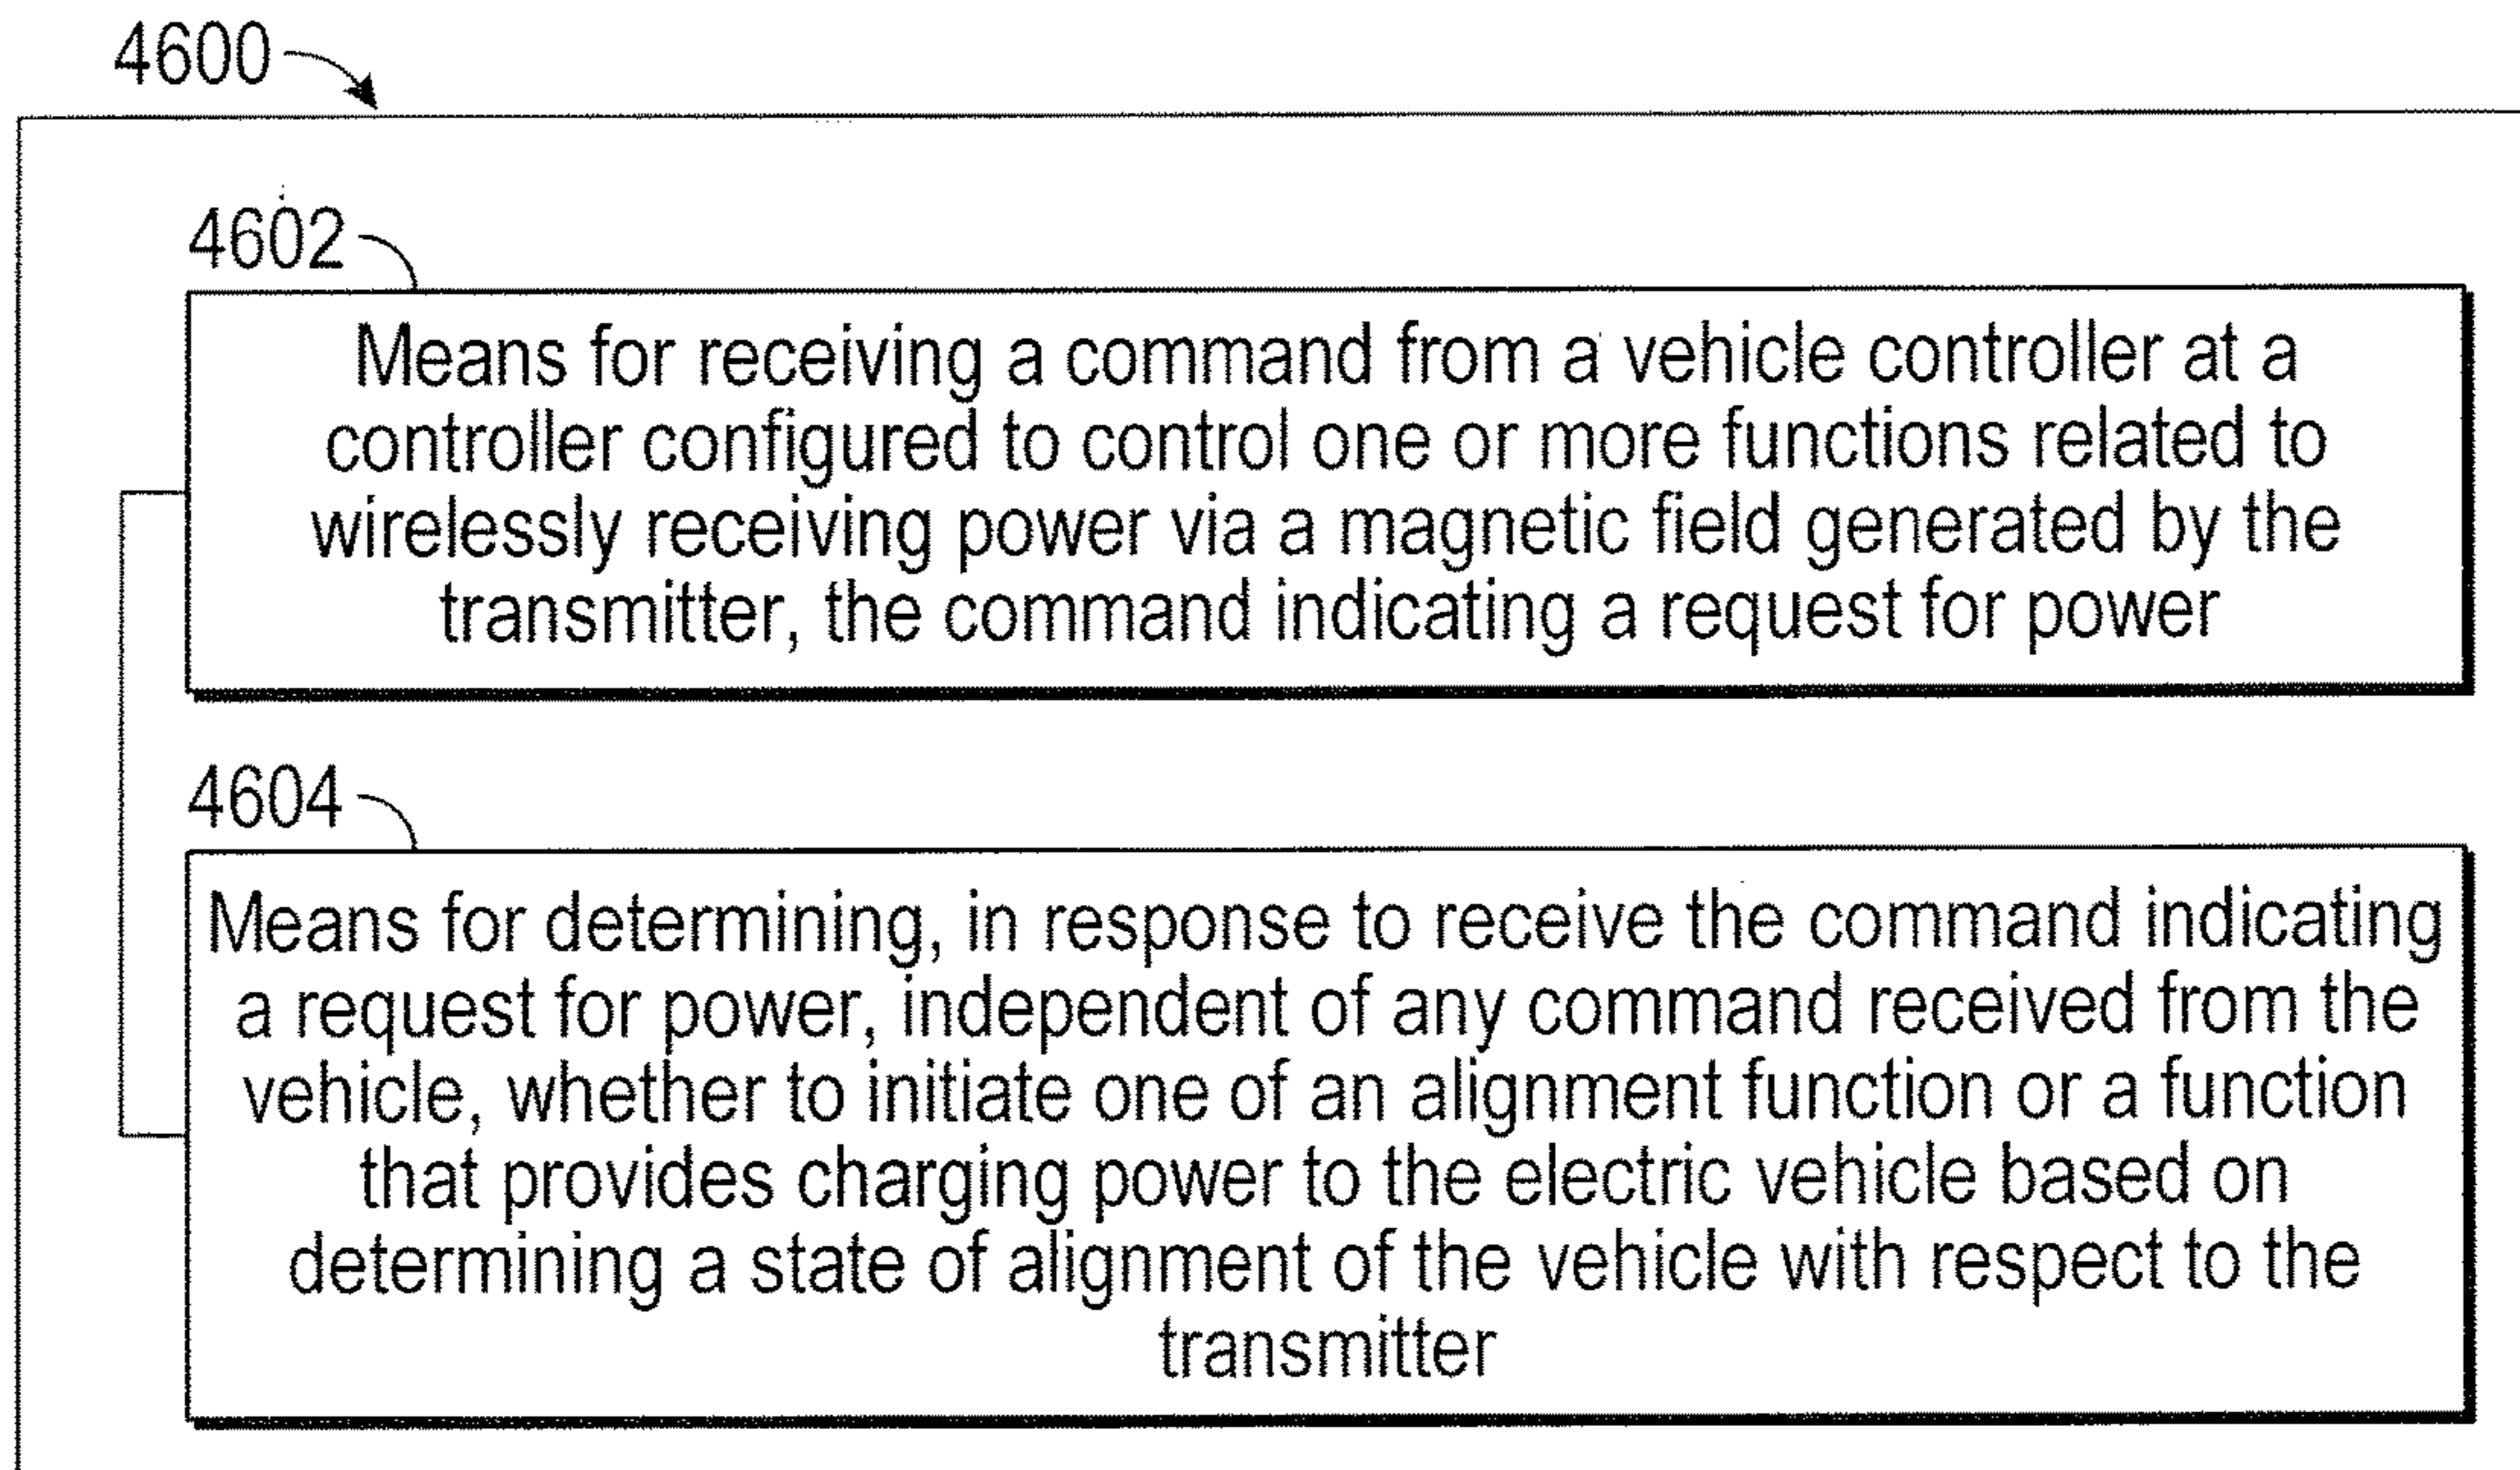 4600
4602
Means for receiving a command from a vehicle controller at a
controller configured to control one or more functions related to
wirelessly receiving power via a magnetic field generated by the
transmitter, the command indicating a request for power
4604
Means for determining, in response to receive the command indicating
a request for power, independent of any command received from the
vehicle, whether to initiate one of an alignment function or a function
that provides charging power to the electric vehicle based on
determining a state of alignment of the vehicle with respect to the
transmitter